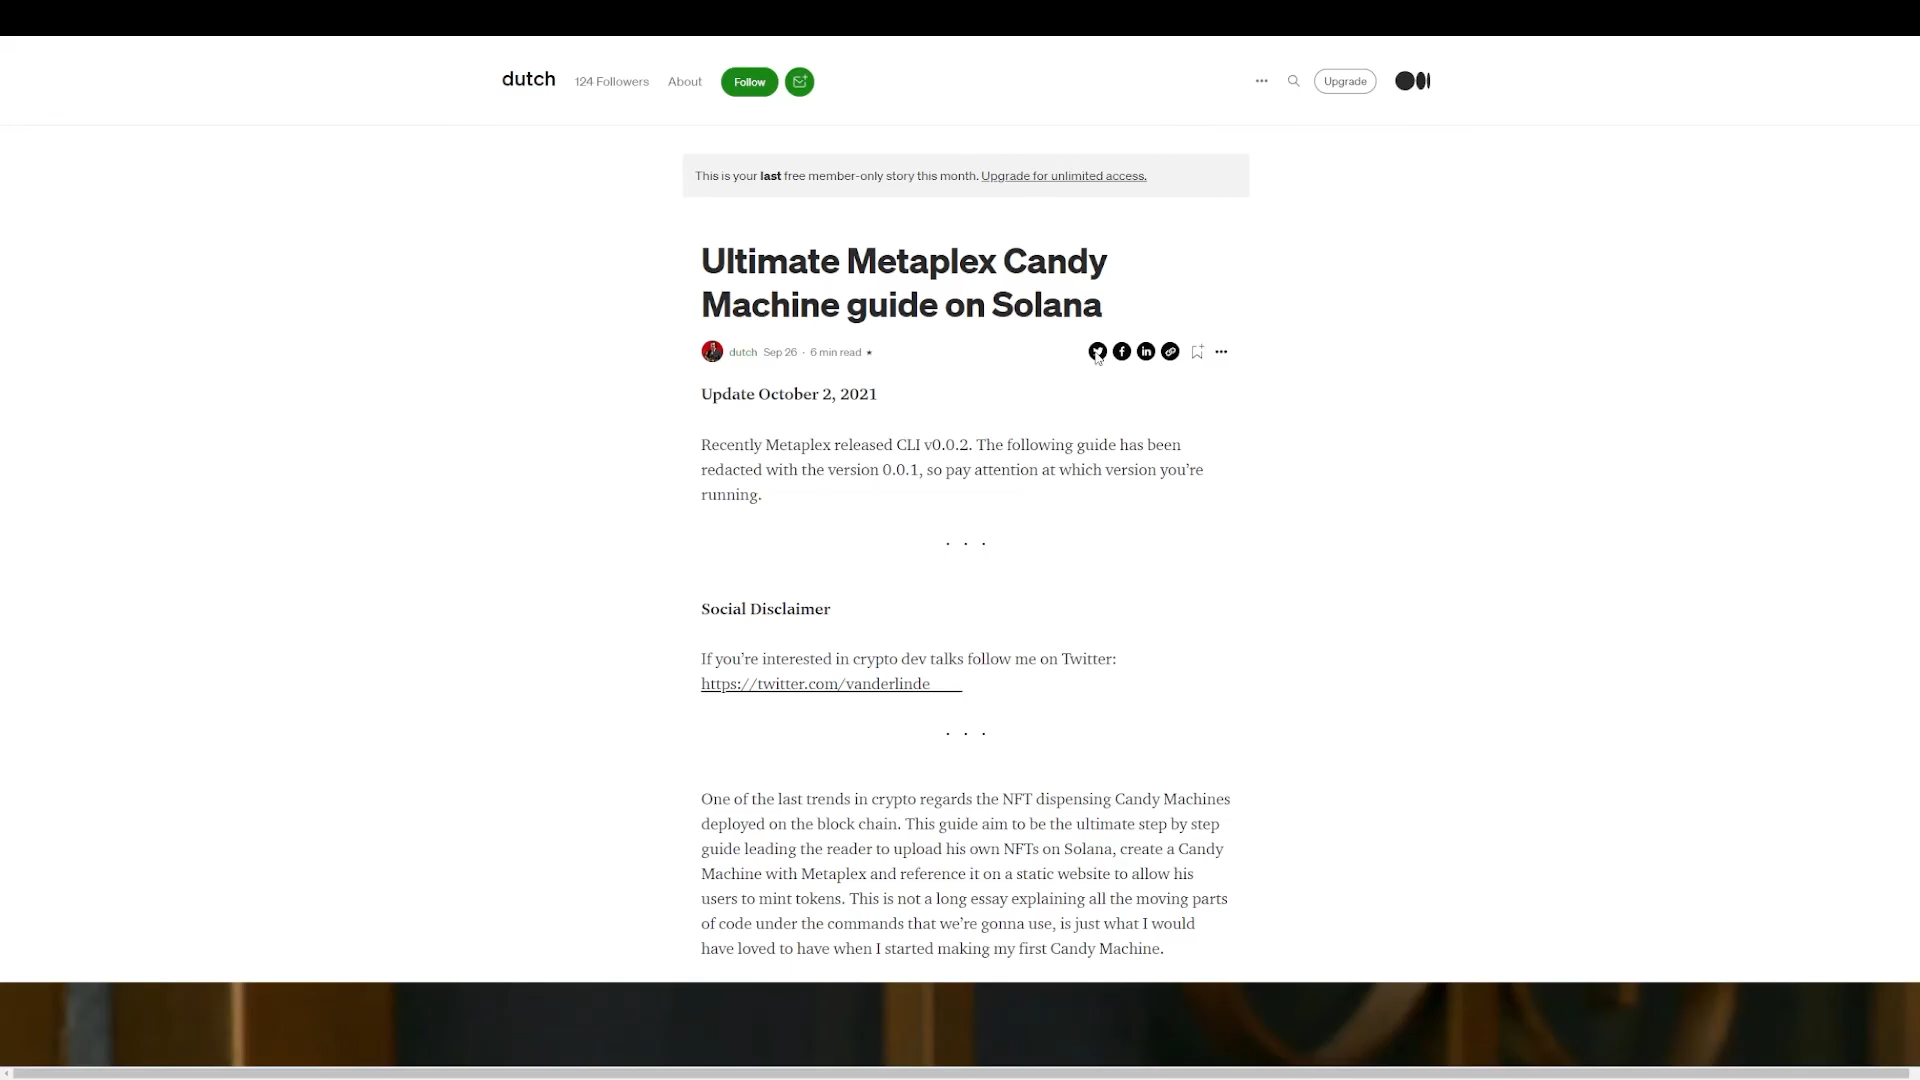 dutch 124 Followers About Follow Upgrade
This is your last free member-only story this month. Upgrade for unlimited access.
Ultimate Metaplex Candy
Machine guide on Solana
dutch Sep 26 · 6 min read ★
Update October 2, 2021
Recently Metaplex released CLI v0.0.2. The following guide has been
redacted with the version 0.0.1, so pay attention at which version you’re
running.
. . .
Social Disclaimer
If you’re interested in crypto dev talks follow me on Twitter:
https://twitter.com/vanderlinde____
. . .
One of the last trends in crypto regards the NFT dispensing Candy Machines
deployed on the block chain. This guide aim to be the ultimate step by step
guide leading the reader to upload his own NFTs on Solana, create a Candy
Machine with Metaplex and reference it on a static website to allow his
users to mint tokens. This is not a long essay explaining all the moving parts
of code under the commands that we’re gonna use, is just what I would
have loved to have when I started making my first Candy Machine.